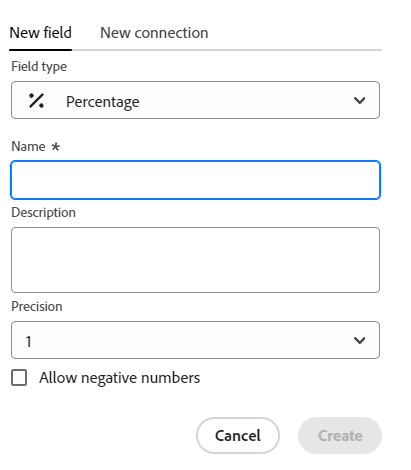 New field New connection
Field type
Percentage
Name *
Description
Precision
1
Allow negative numbers
Cancel Create